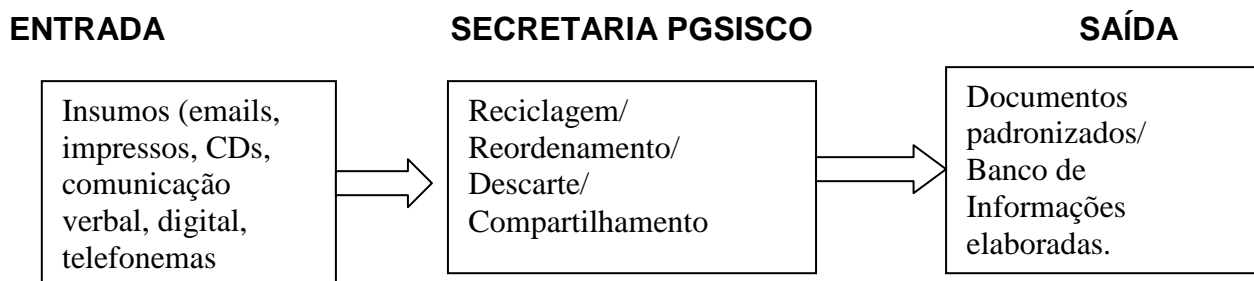 ENTRADA
SECRETARIA PGSISCO
SAÍDA
Insumos (emails,
impressos, CDs,
comunicação
verbal, digital,
telefonemas
Reciclagem/
Reordenamento/
Descarte/
Compartilhamento
Documentos
padronizados/
Banco de
Informações
elaboradas.